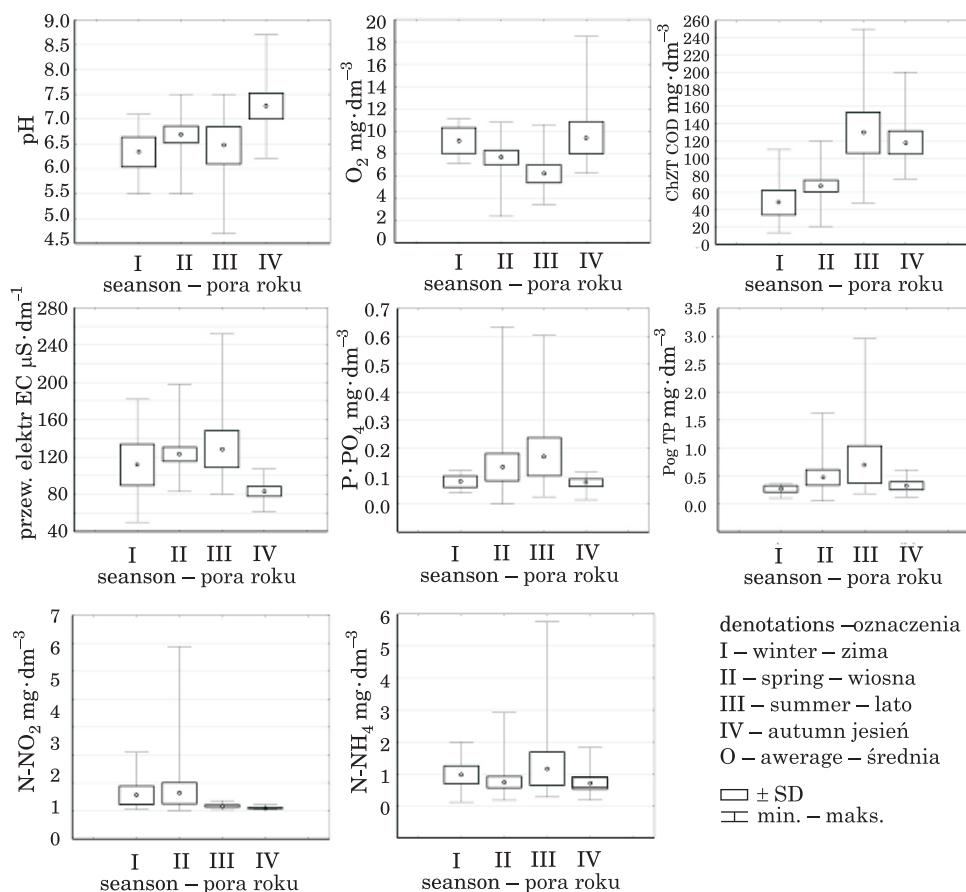 9.0
8.5
8.0
7.5
7.0
6.5
6.0
5.5
5.0
4.5
pH
I II III IV
seanson – pora roku
20
18
16
14
12
10
8
6
4
2
0
O₂ mg·dm⁻³
I II III IV
seanson – pora roku
260
240
220
200
180
160
140
120
100
80
60
40
20
0
ChZT COD mg·dm⁻³
I II III IV
seanson – pora roku
280
240
200
160
120
80
40
przew. elektr EC µS·dm⁻¹
I II III IV
seanson – pora roku
0.7
0.6
0.5
0.4
0.3
0.2
0.1
0.0
P·PO₄ mg·dm⁻³
I II III IV
seanson – pora roku
3.5
3.0
2.5
2.0
1.5
1.0
0.5
0.0
Pog TP mg·dm⁻³
I II III IV
seanson – pora roku
7
6
5
4
3
2
1
0
N-NO₂ mg·dm⁻³
I II III IV
seanson – pora roku
6
5
4
3
2
1
0
N-NH₄ mg·dm⁻³
I II III IV
seanson – pora roku
denotations –oznaczenia
I – winter – zima
II – spring – wiosna
III – summer – lato
IV – autumn jesień
O – awerage – średnia
± SD
min. – maks.